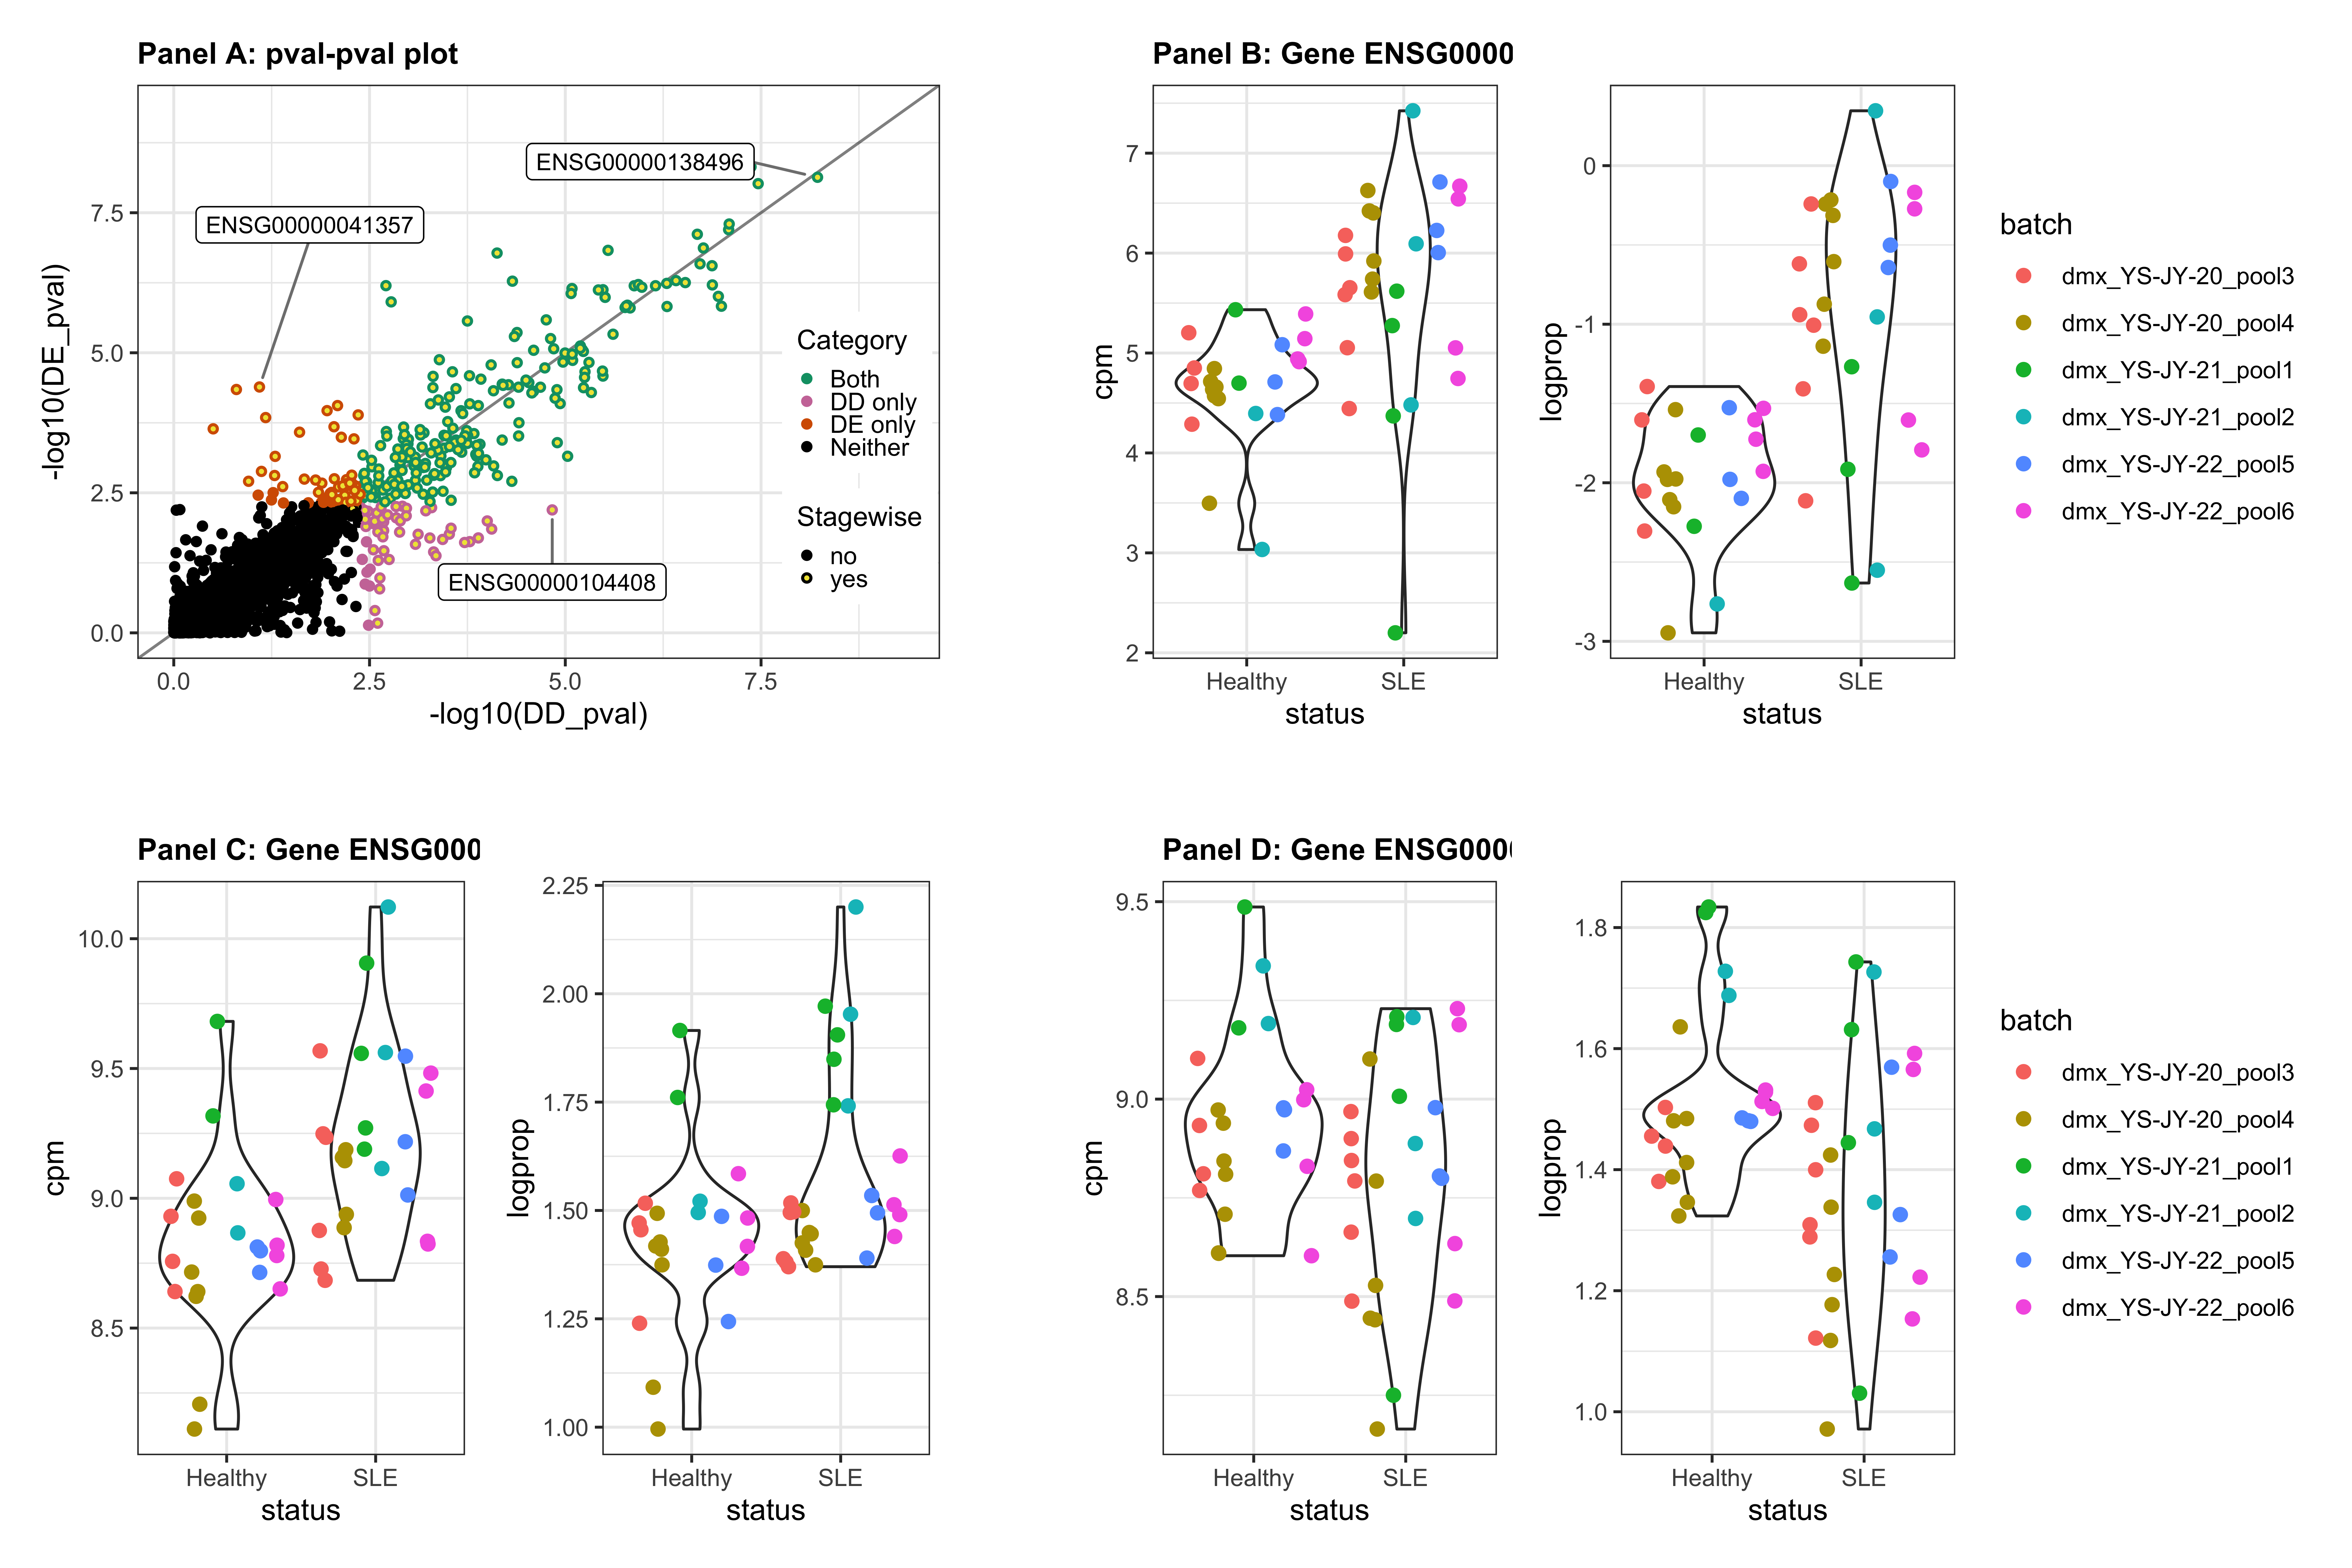 Panel A: pval-pval plot
-log10(DE_pval)
7.5
5.0
2.5
0.0
0.0
2.5
5.0
7.5
-log10(DD_pval)
ENSG00000138496
ENSG00000041357
ENSG00000104408
Category
Both
DD only
DE only
Neither
Stagewise
no
yes
Panel B: Gene ENSG0000
cpm
7
6
5
4
3
2
Healthy
SLE
status
logprop
0
-1
-2
-3
Healthy
SLE
status
batch
dmx_YS-JY-20_pool3
dmx_YS-JY-20_pool4
dmx_YS-JY-21_pool1
dmx_YS-JY-21_pool2
dmx_YS-JY-22_pool5
dmx_YS-JY-22_pool6
Panel C: Gene ENSG000
cpm
10.0
9.5
9.0
8.5
Healthy
SLE
status
logprop
2.25
2.00
1.75
1.50
1.25
1.00
Healthy
SLE
status
Panel D: Gene ENSG000
cpm
9.5
9.0
8.5
Healthy
SLE
status
logprop
1.8
1.6
1.4
1.2
1.0
Healthy
SLE
status
batch
dmx_YS-JY-20_pool3
dmx_YS-JY-20_pool4
dmx_YS-JY-21_pool1
dmx_YS-JY-21_pool2
dmx_YS-JY-22_pool5
dmx_YS-JY-22_pool6